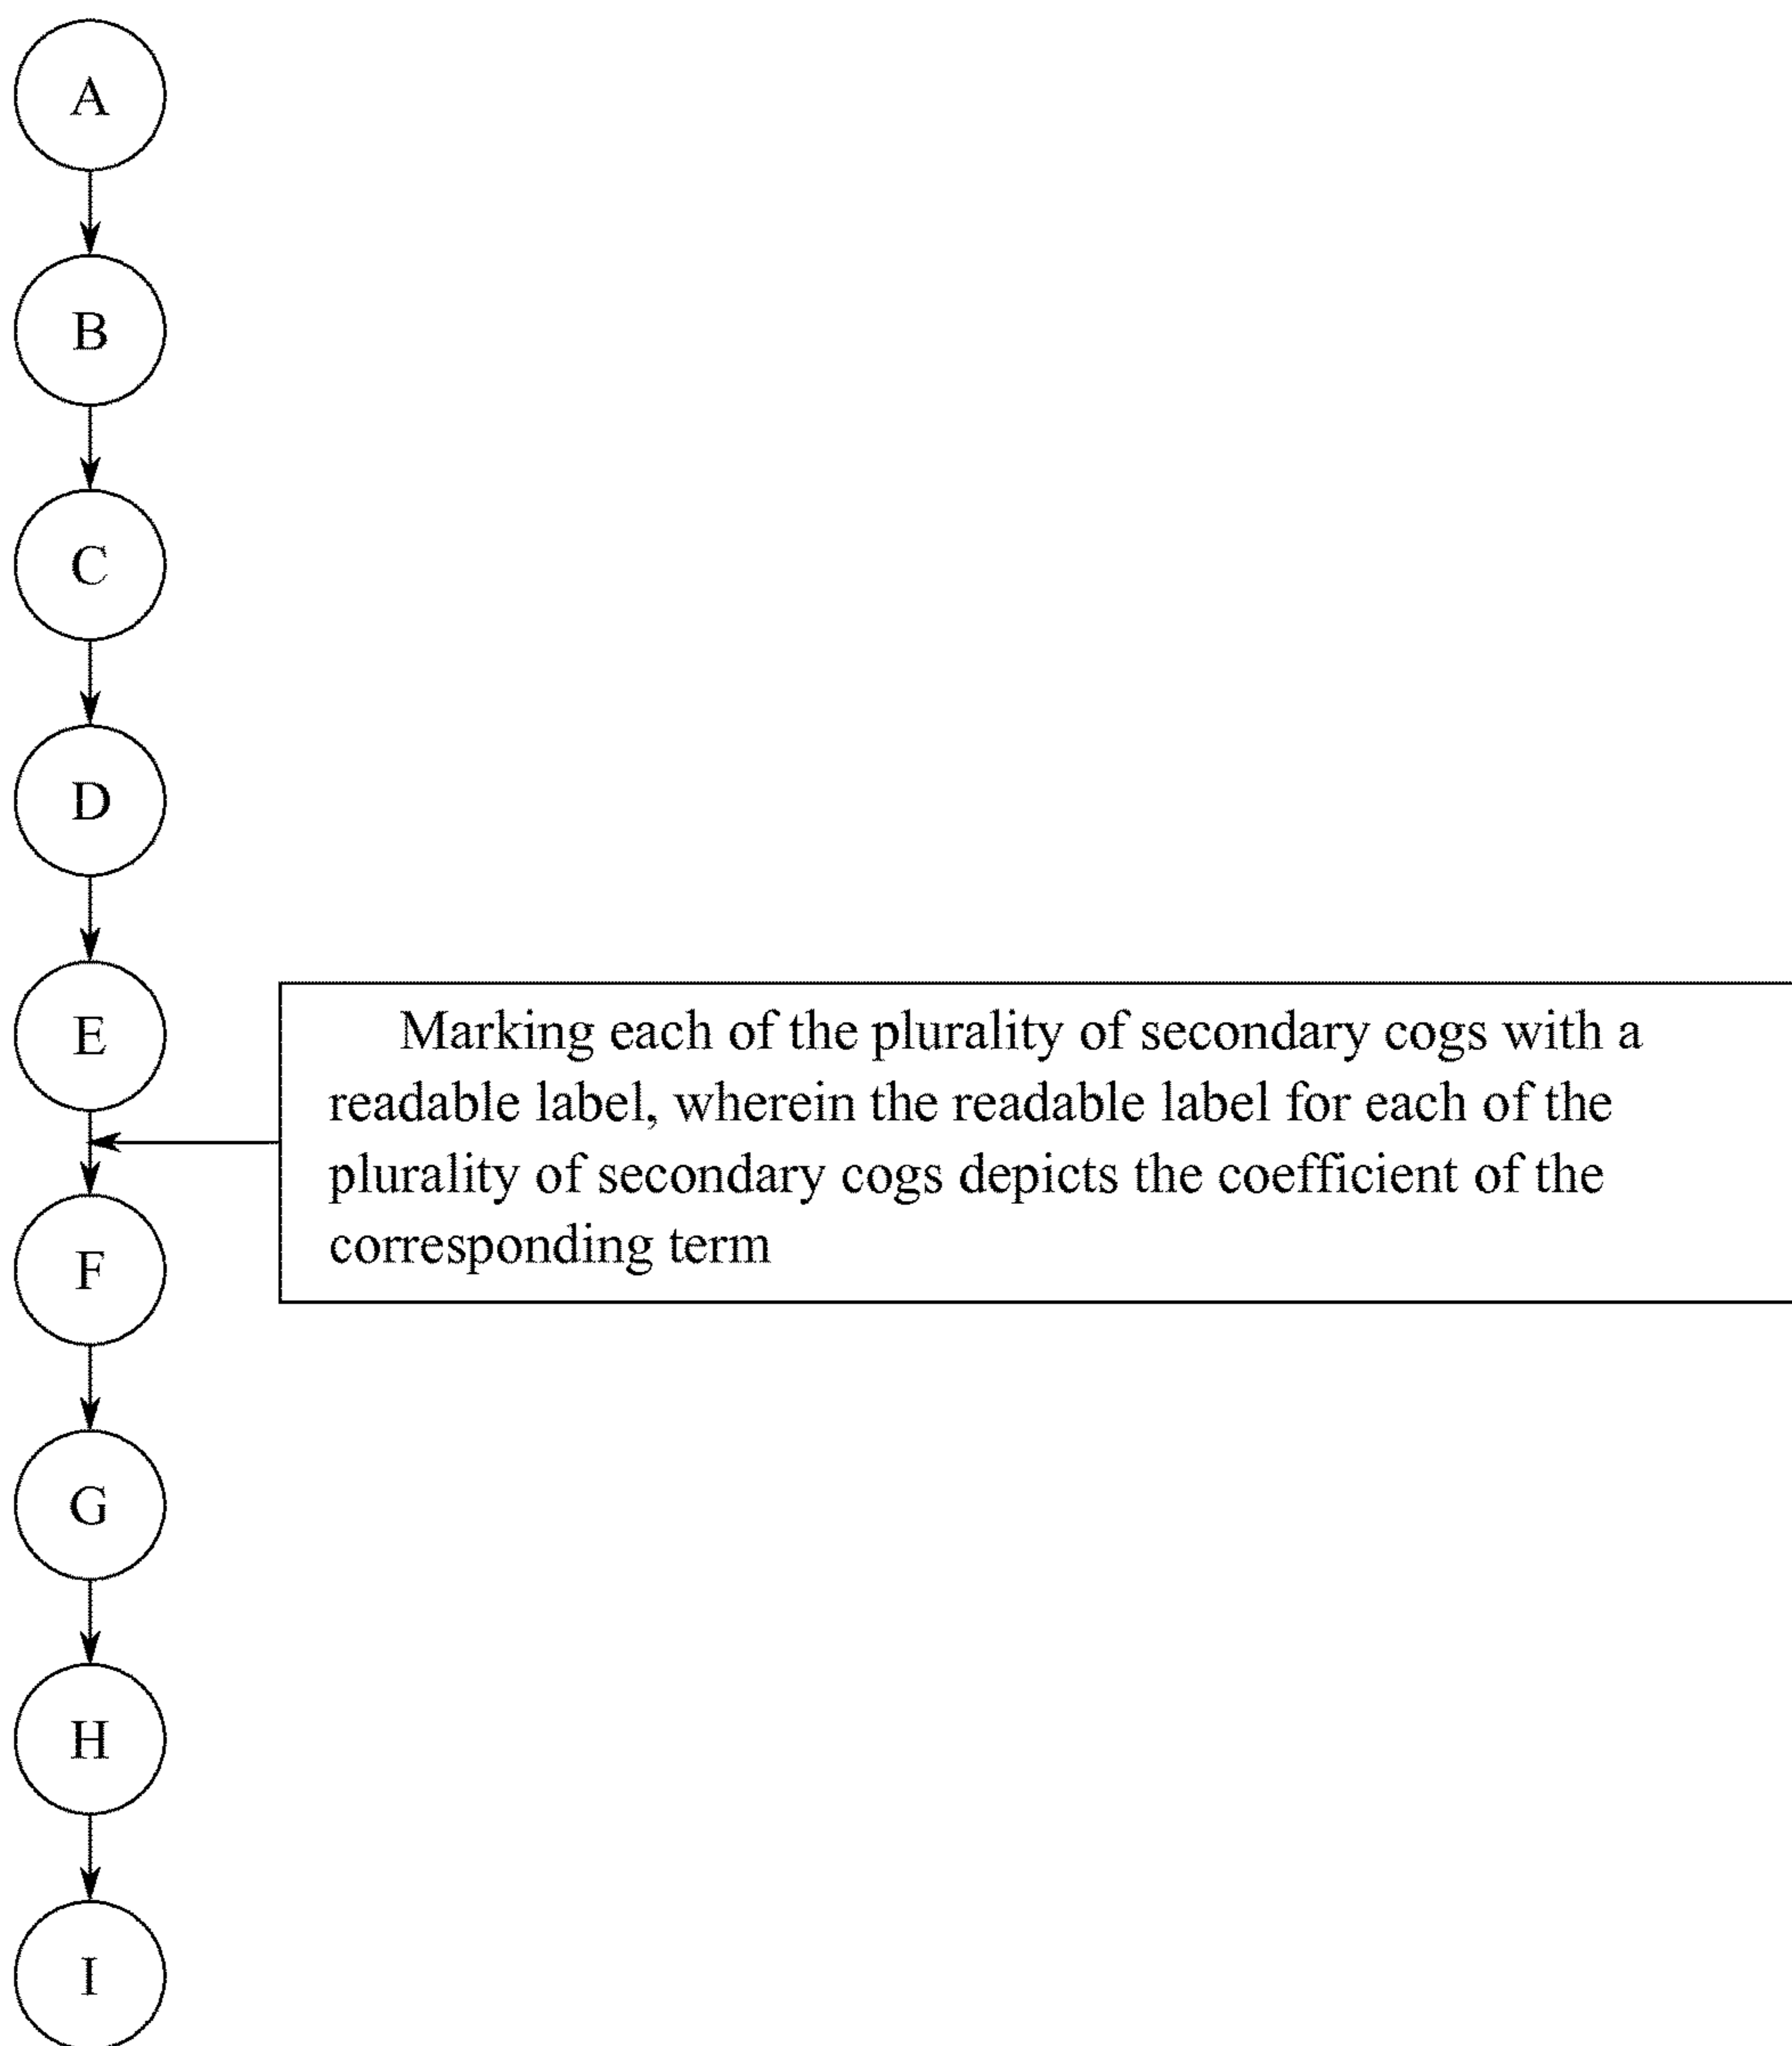 A
B
C
D
E
Marking each of the plurality of secondary cogs with a
readable label, wherein the readable label for each of the
plurality of secondary cogs depicts the coefficient of the
corresponding term
F
G
H
I